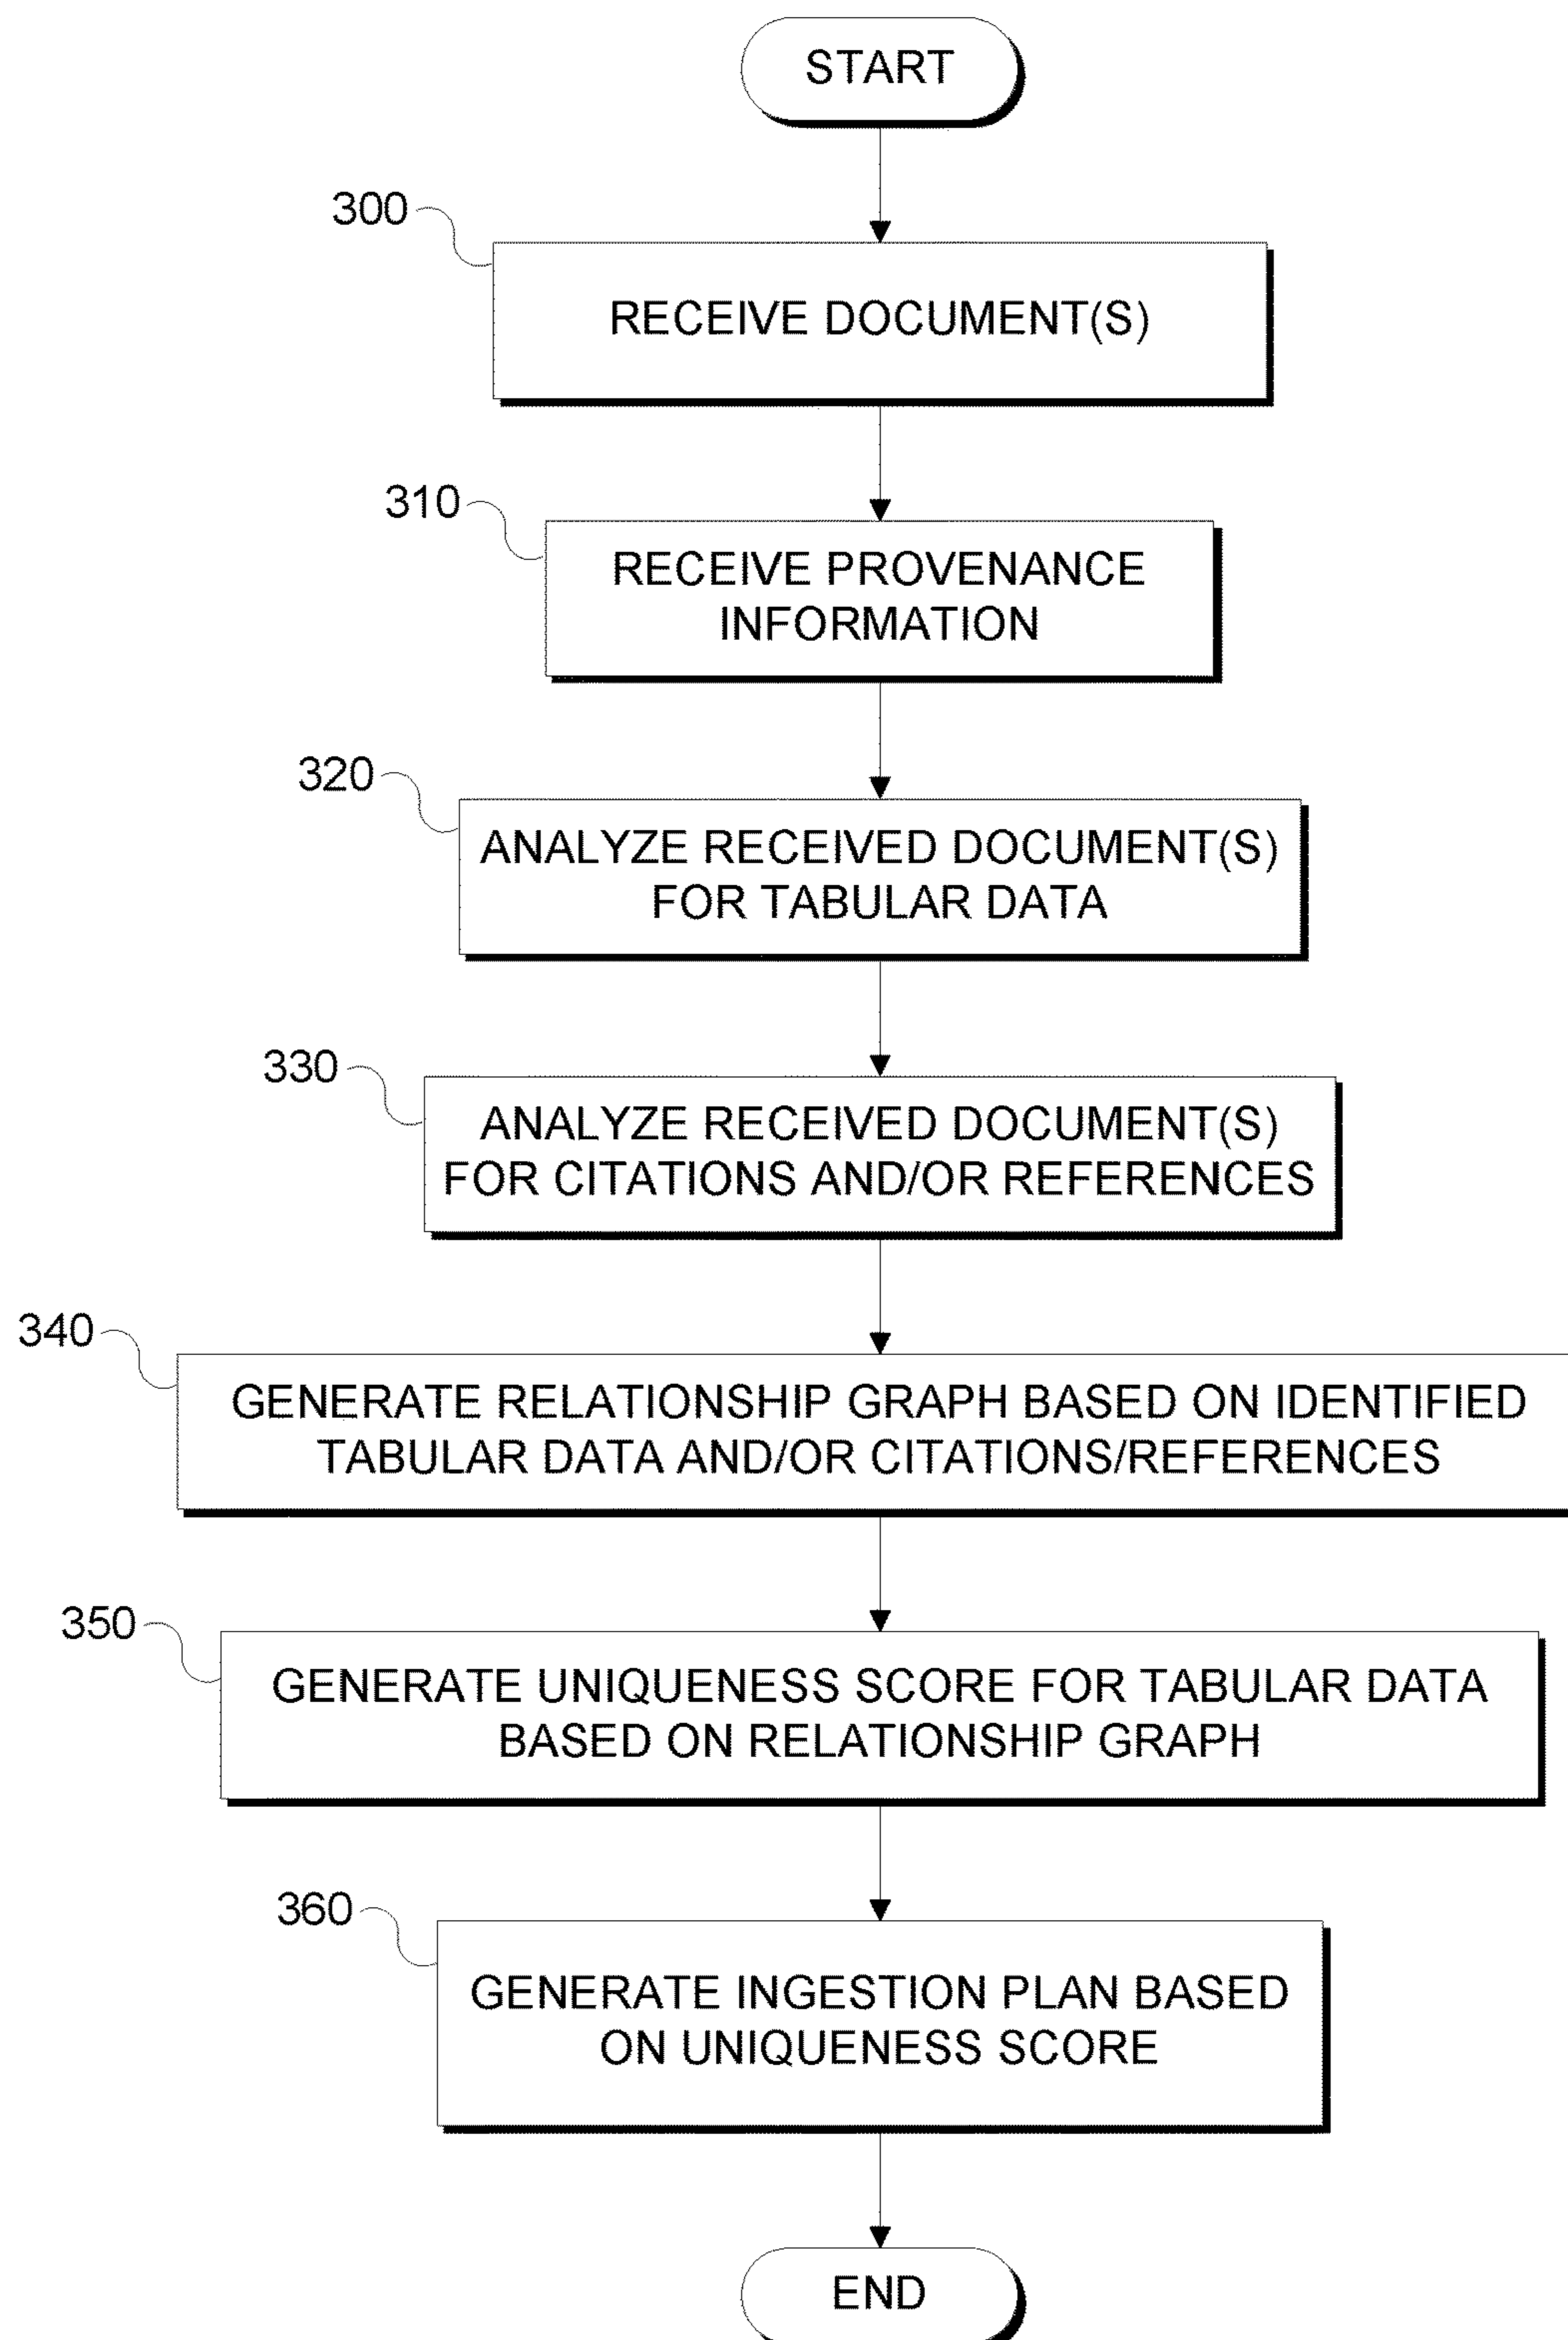 START
300
RECEIVE DOCUMENT(S)
310
RECEIVE PROVENANCE
INFORMATION
320
ANALYZE RECEIVED DOCUMENT(S)
FOR TABULAR DATA
330
ANALYZE RECEIVED DOCUMENT(S)
FOR CITATIONS AND/OR REFERENCES
340
GENERATE RELATIONSHIP GRAPH BASED ON IDENTIFIED
TABULAR DATA AND/OR CITATIONS/REFERENCES
350
GENERATE UNIQUENESS SCORE FOR TABULAR DATA
BASED ON RELATIONSHIP GRAPH
360
GENERATE INGESTION PLAN BASED
ON UNIQUENESS SCORE
END